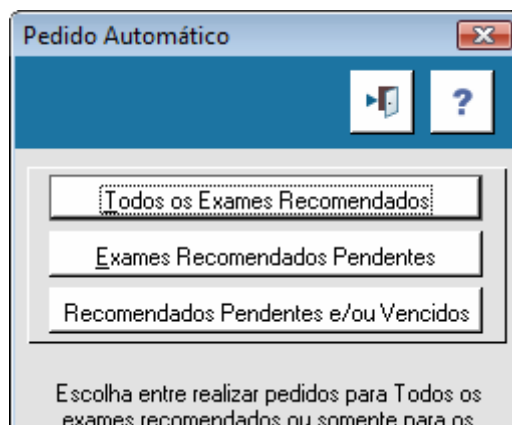 Pedido Automático
?
Todos os Exames Recomendados
Exames Recomendados Pendentes
Recomendados Pendentes e/ou Vencidos
Escolha entre realizar pedidos para Todos os
exames recomendados ou somente para os